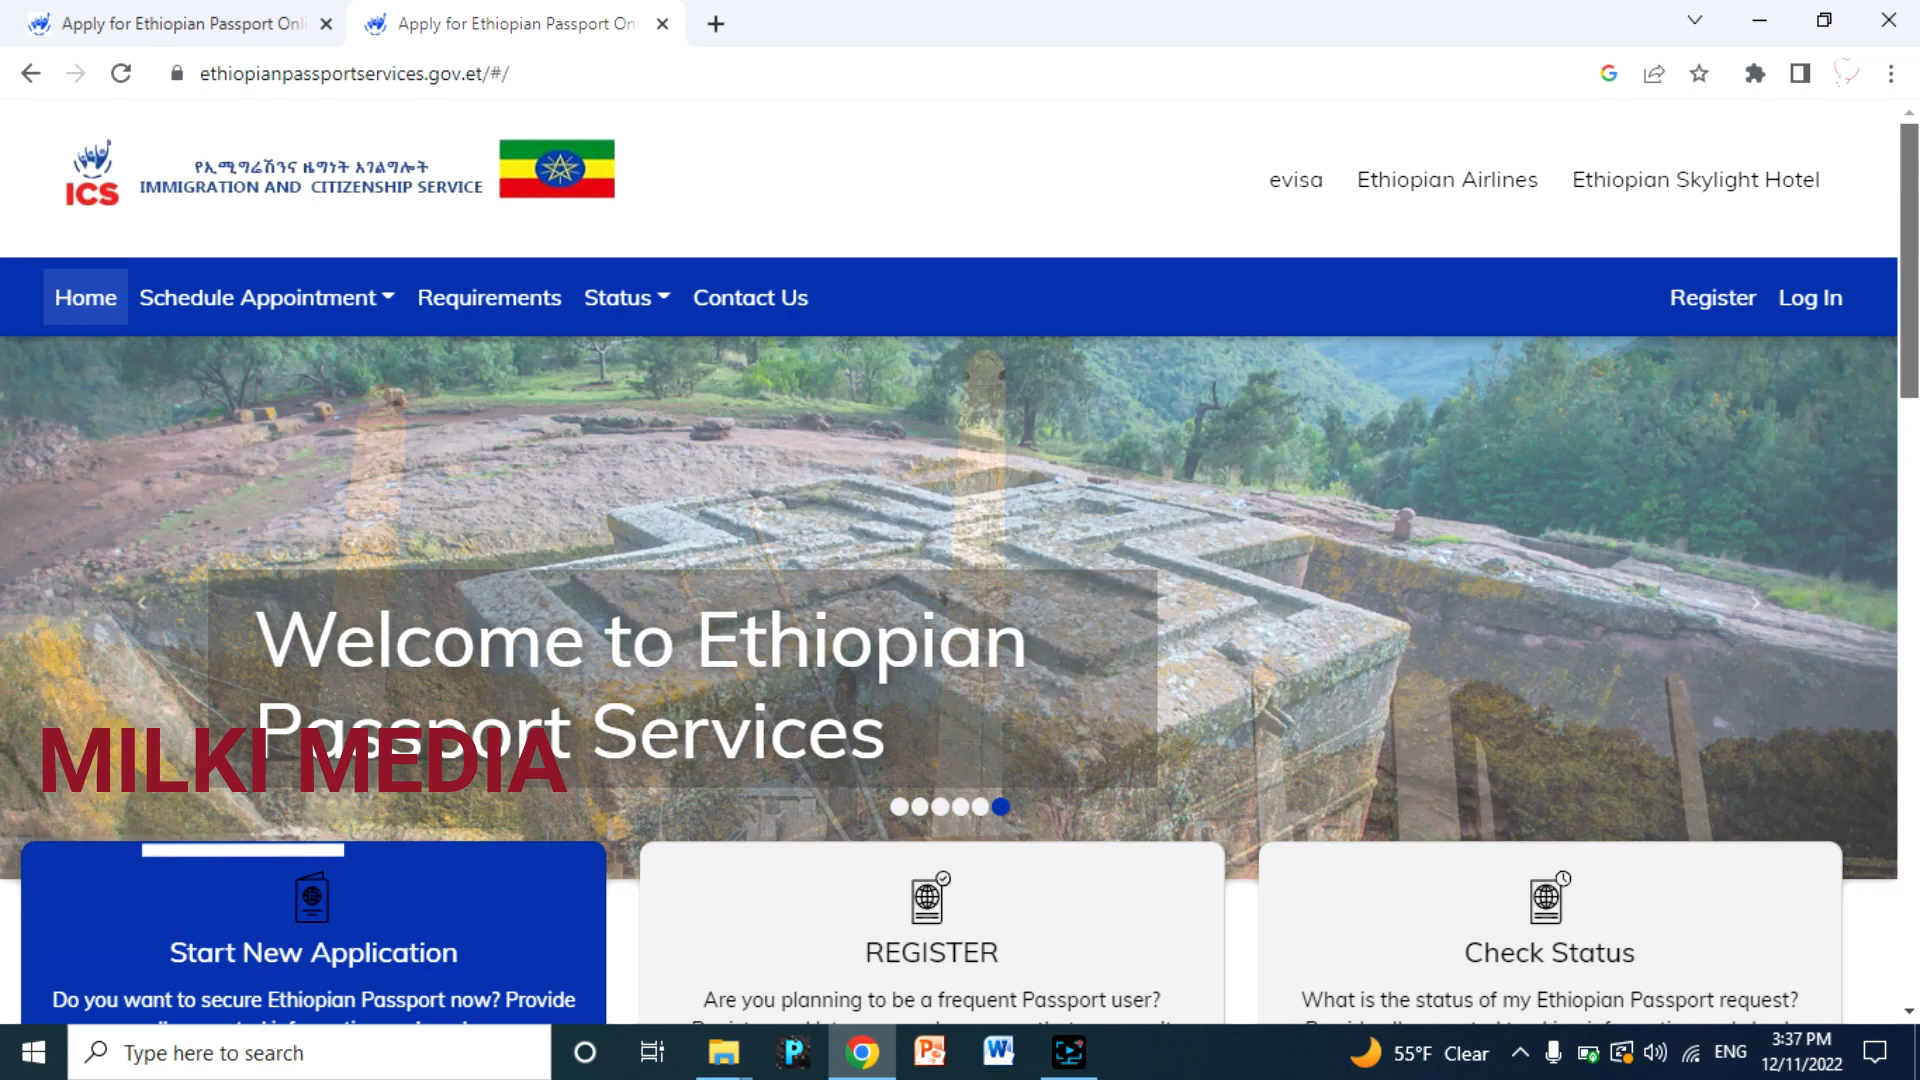 Apply for Ethiopian Passport Onli
Apply for Ethiopian Passport On
ethiopianpassportservices.gov.et/#/
የኢሚግሬሽንና ዜግነት አገልግሎት
ICS
IMMIGRATION AND CITIZENSHIP SERVICE
evisa
Ethiopian Airlines
Ethiopian Skylight Hotel
Home
Schedule Appointment
Requirements
Status
Contact Us
Register
Log In
Welcome to Ethiopian
Passport Services
MILKI MEDIA
Start New Application
Do you want to secure Ethiopian Passport now? Provide
REGISTER
Are you planning to be a frequent Passport user?
Check Status
What is the status of my Ethiopian Passport request?
Type here to search
55°F Clear
ENG
3:37 PM
12/11/2022